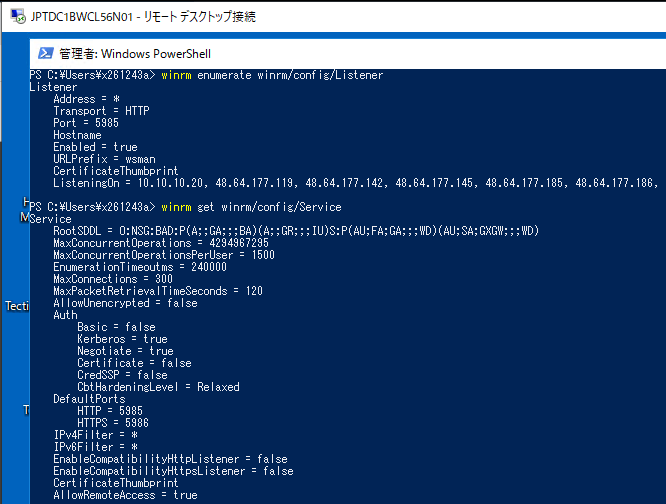 JPTDC1BWCL56N01 - リモート デスクトップ接続
管理者: Windows PowerShell
PS C:¥Users¥x261243a> winrm enumerate winrm/config/Listener
Listener
    Address = *
    Transport = HTTP
    Port = 5985
    Hostname
    Enabled = true
    URLPrefix = wsman
    CertificateThumbprint
    ListeningOn = 10.10.10.20, 48.64.177.119, 48.64.177.142, 48.64.177.145, 48.64.177.185, 48.64.177.186,
PS C:¥Users¥x261243a> winrm get winrm/config/Service
Service
    RootSDDL = O:NSG:BAD:P(A;;GA;;;BA)(A;;GR;;;IU)S:P(AU;FA;GA;;;WD)(AU;SA;GXGW;;;WD)
    MaxConcurrentOperations = 4294967295
    MaxConcurrentOperationsPerUser = 1500
    EnumerationTimeoutms = 240000
    MaxConnections = 300
    MaxPacketRetrievalTimeSeconds = 120
    AllowUnencrypted = false
    Auth
        Basic = false
        Kerberos = true
        Negotiate = true
        Certificate = false
        CredSSP = false
        CbtHardeningLevel = Relaxed
    DefaultPorts
        HTTP = 5985
        HTTPS = 5986
    IPv4Filter = *
    IPv6Filter = *
    EnableCompatibilityHttpListener = false
    EnableCompatibilityHttpsListener = false
    CertificateThumbprint
    AllowRemoteAccess = true
Tecti